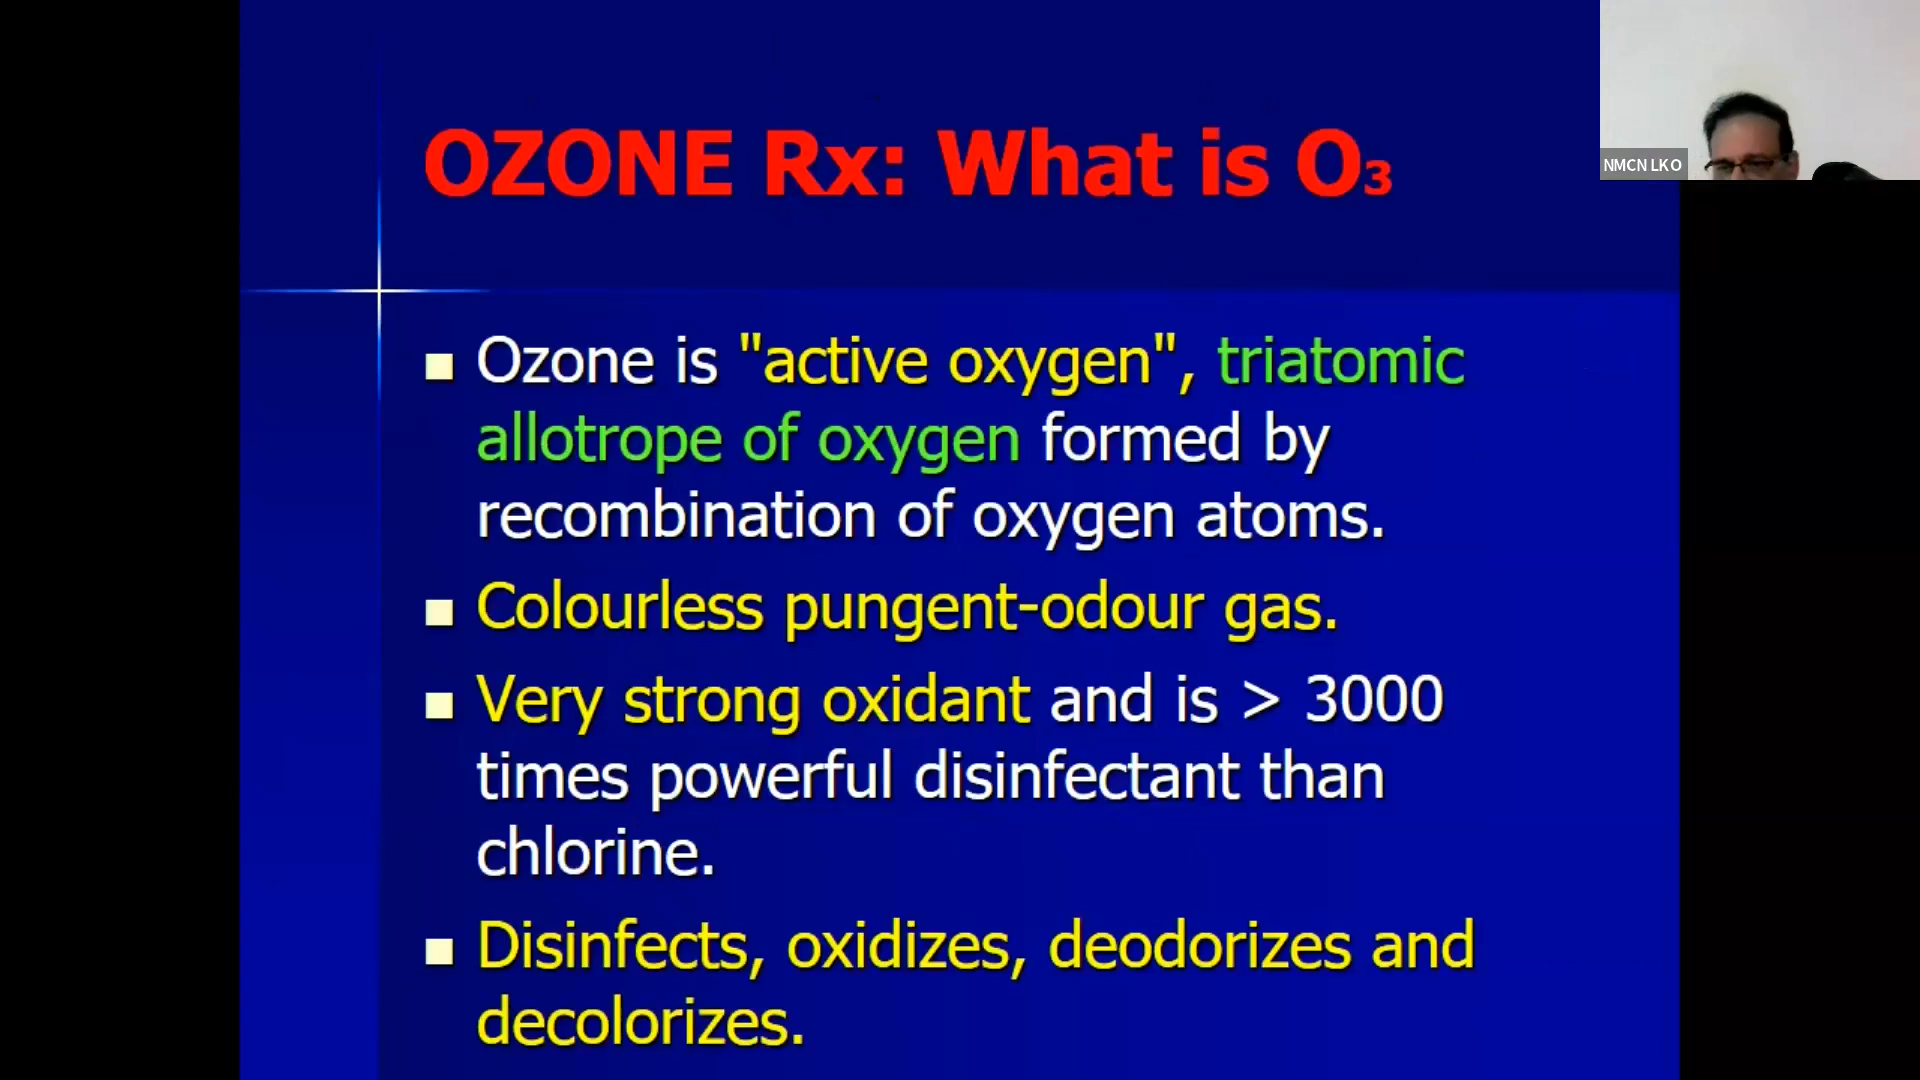 OZONE Rx: What is O₃
NMCN LKO
Ozone is "active oxygen", triatomic
allotrope of oxygen formed by
recombination of oxygen atoms.
Colourless pungent-odour gas.
Very strong oxidant and is > 3000
times powerful disinfectant than
chlorine.
Disinfects, oxidizes, deodorizes and
decolorizes.